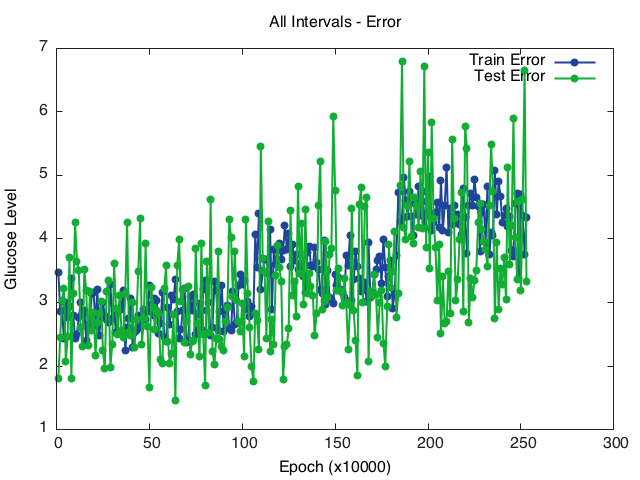 All Intervals - Error
7
6
5
4
3
2
1
0
50
100
150
200
250
300
Glucose Level
Epoch (x10000)
Train Error
Test Error